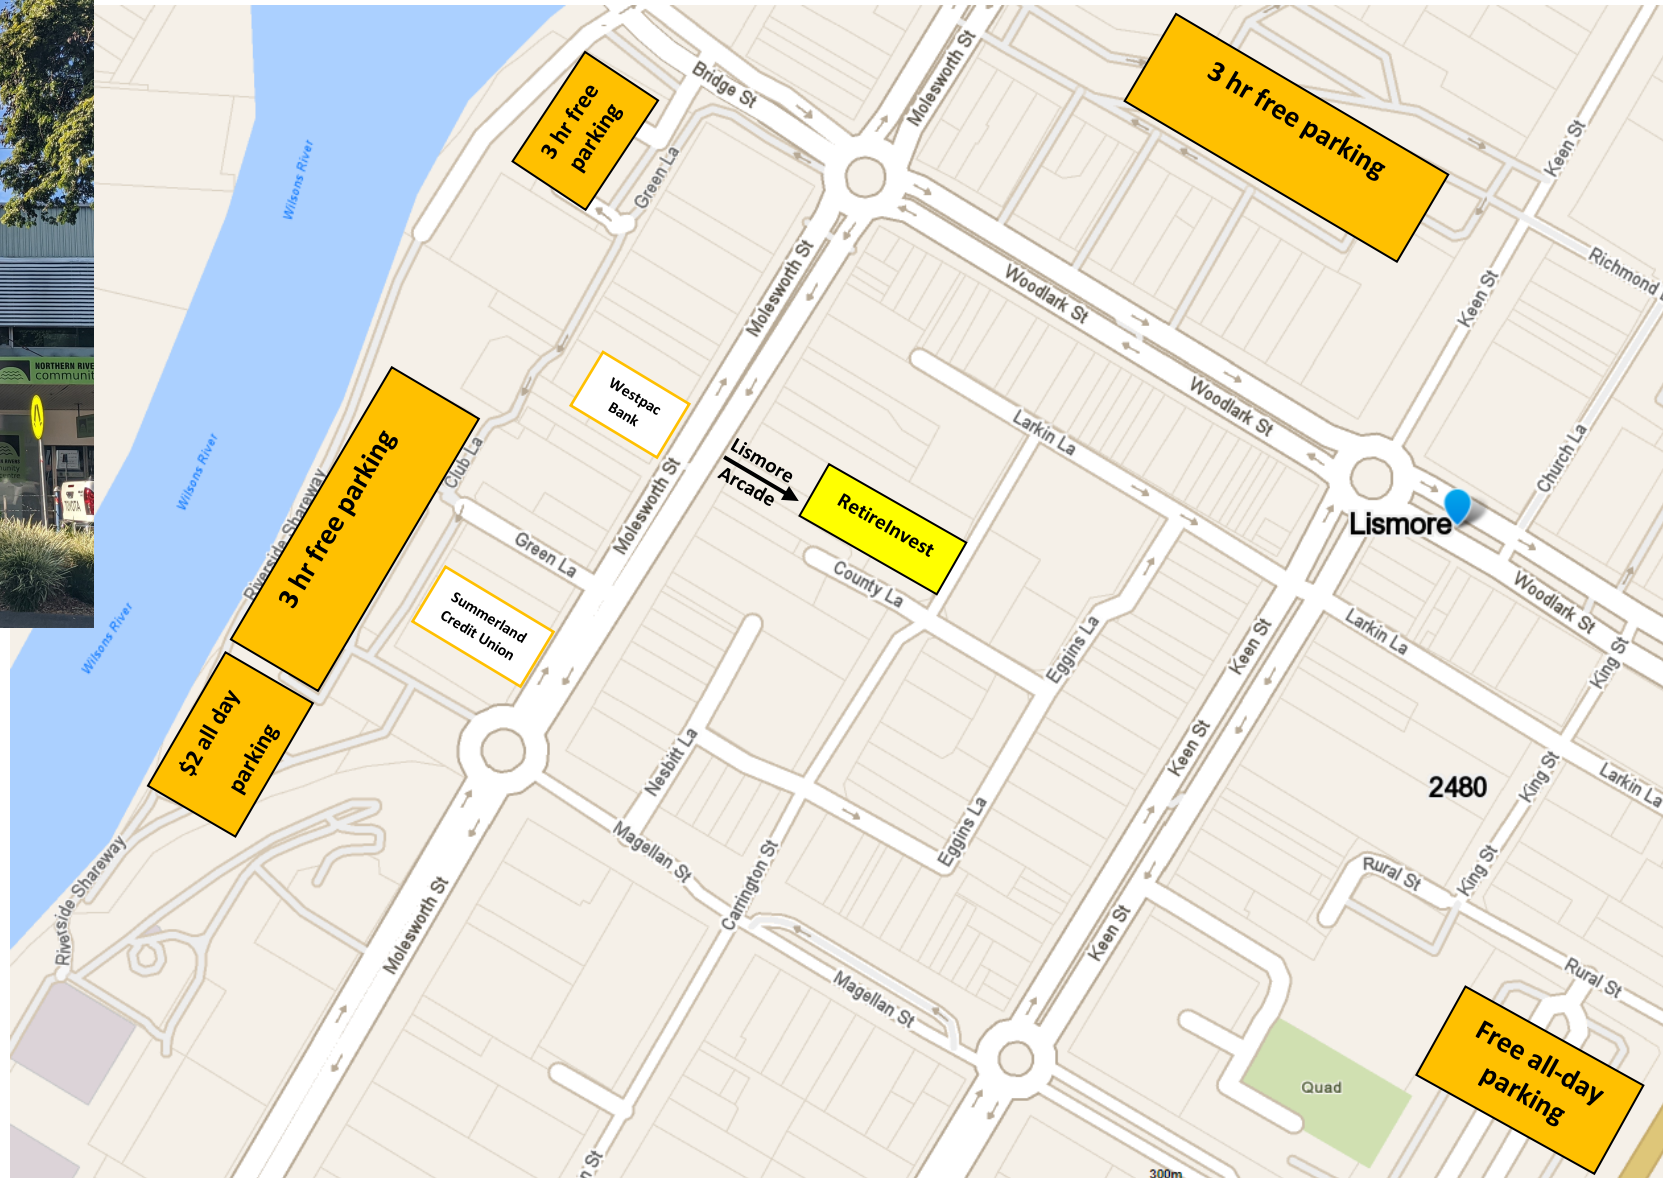 Bridge St
Molesworth St
3 hr free
parking
3 hr free parking
Keen St
Green La
Wilsons River
Richmond
Molesworth St
Woodlark St
Keen St
NORTHERN RIVE
communit
Westpac
Bank
Woodlark St
Larkin La
Church La
Lismore
Arcade
RetireInvest
Club La
Molesworth St
Wilsons River
3 hr free parking
Riverside Shareway
TOYOTA
Lismore
Green La
County La
Woodlark St
Summerland
Credit Union
Wilsons River
Eggins La
Keen St
Larkin La
King St
$2 all day
parking
Nesbitt La
Keen St
2480
King St
Larkin La
Magellan St
Eggins La
Carrington St
Rural St
King St
Riverside Shareway
Riverside Shareway
Molesworth St
Keen St
Magellan St
Rural St
Free all-day
parking
Quad
n St
300m